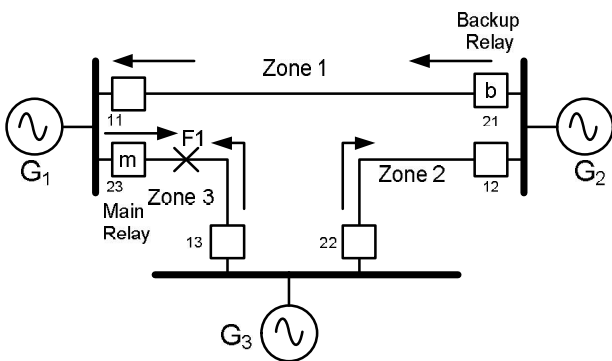 Backup
Relay
Zone 1
b
11
21
F1
G1
m
G2
23
Zone 3
Zone 2
12
Main
Relay
13
22
G3